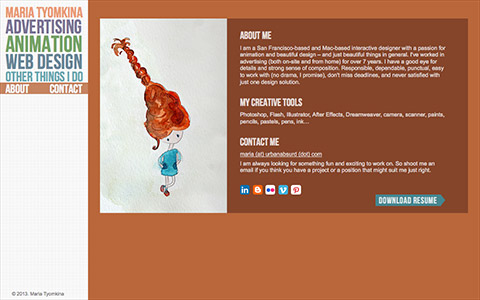 MARIA TYOMKINA
ADVERTISING
ANIMATION
WEB DESIGN
OTHER THINGS I DO
ABOUT CONTACT
ABOUT ME
I am a San Francisco-based and Mac-based interactive designer with a passion for
animation and beautiful design – and just beautiful things in general. I've worked in
advertising (both on-site and from home) for over 7 years. I have a good eye for
details and strong sense of composition. Responsible, dependable, punctual, easy
to work with (no drama, I promise), don't miss deadlines, and never satisfied with
just one design solution.
MY CREATIVE TOOLS
Photoshop, Flash, Illustrator, After Effects, Dreamweaver, camera, scanner, paints,
pencils, pastels, pens, ink...
CONTACT ME
maria (at) urbanabsurd (dot) com
I am always looking for something fun and exciting to work on. So shoot me an
email if you think you have a project or a position that might suit me just right.
DOWNLOAD RESUME
© 2013. Maria Tyomkina